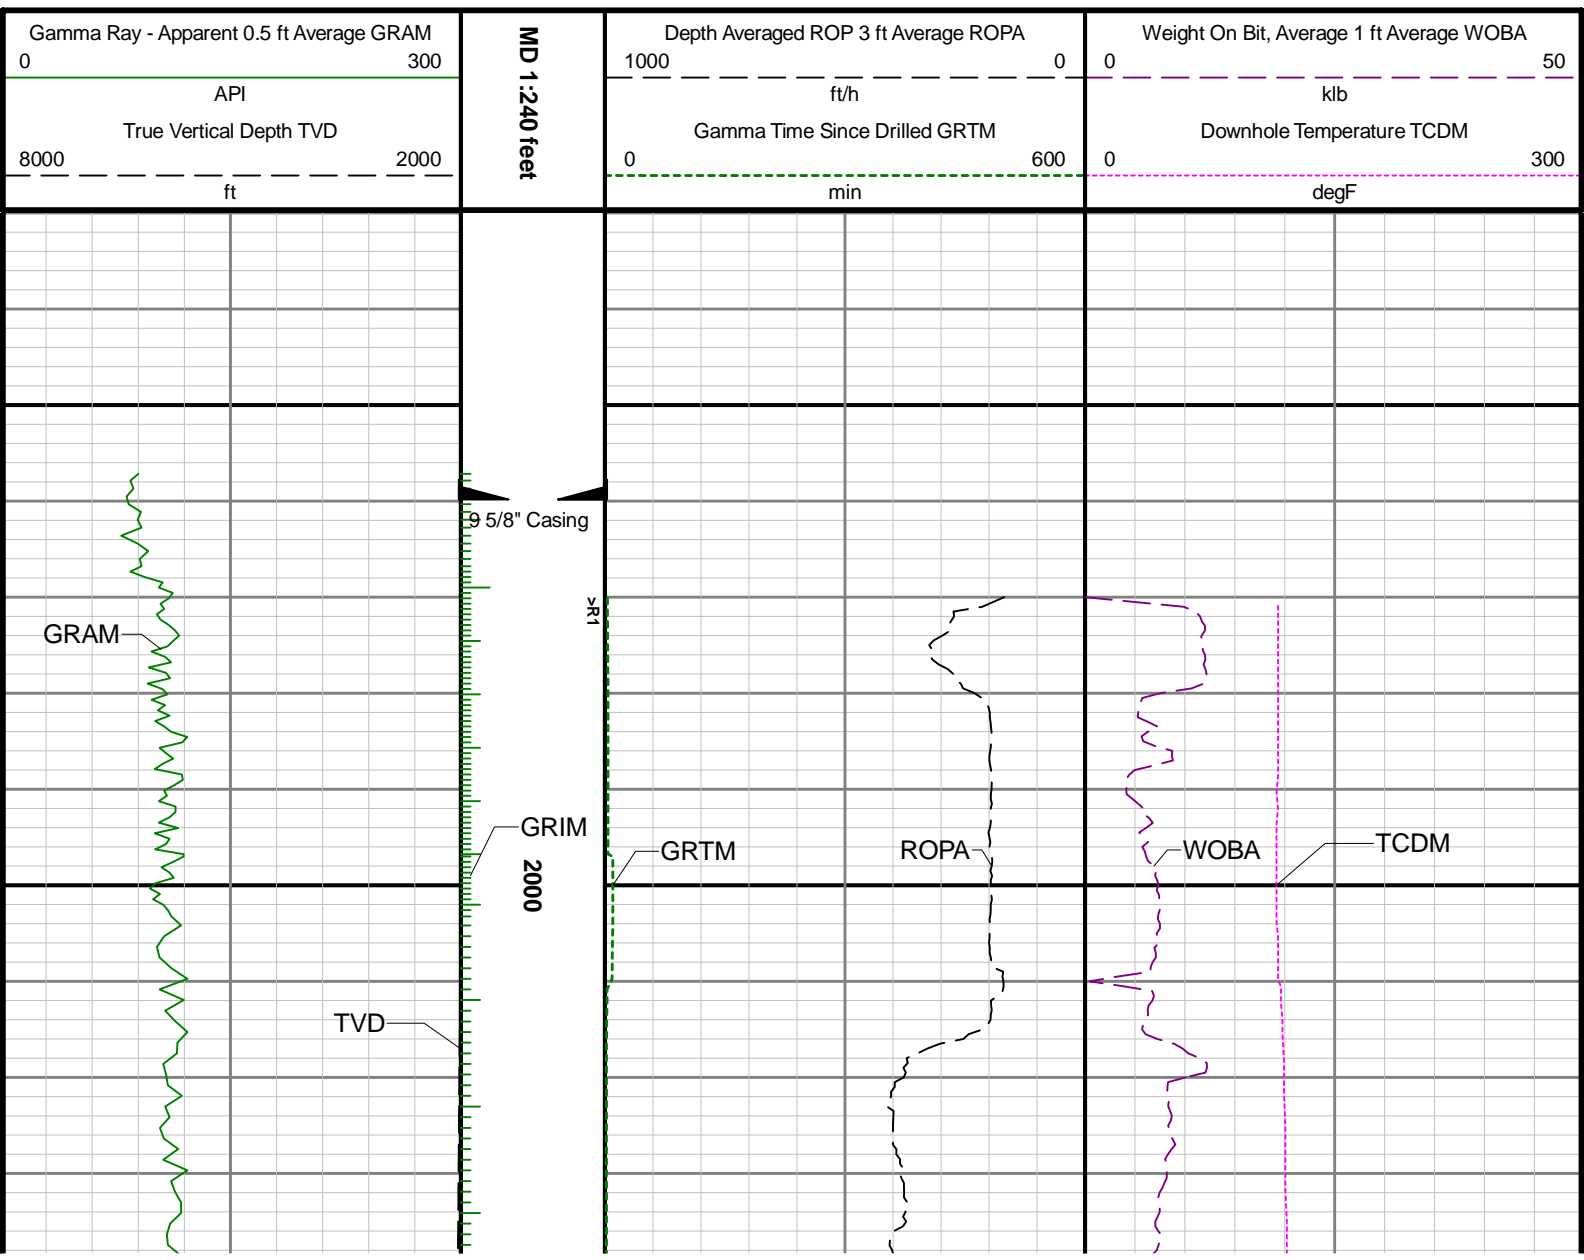 Gamma Ray - Apparent 0.5 ft Average GRAM
0 300
API
True Vertical Depth TVD
8000 2000
ft
MD 1:240 feet
Depth Averaged ROP 3 ft Average ROPA
1000 0
ft/h
Gamma Time Since Drilled GRTM
0 600
min
Weight On Bit, Average 1 ft Average WOBA
0 50
klb
Downhole Temperature TCDM
0 300
degF
9 5/8" Casing
>R1
GRAM
GRIM
2000
GRTM
ROPA
WOBA
TCDM
TVD